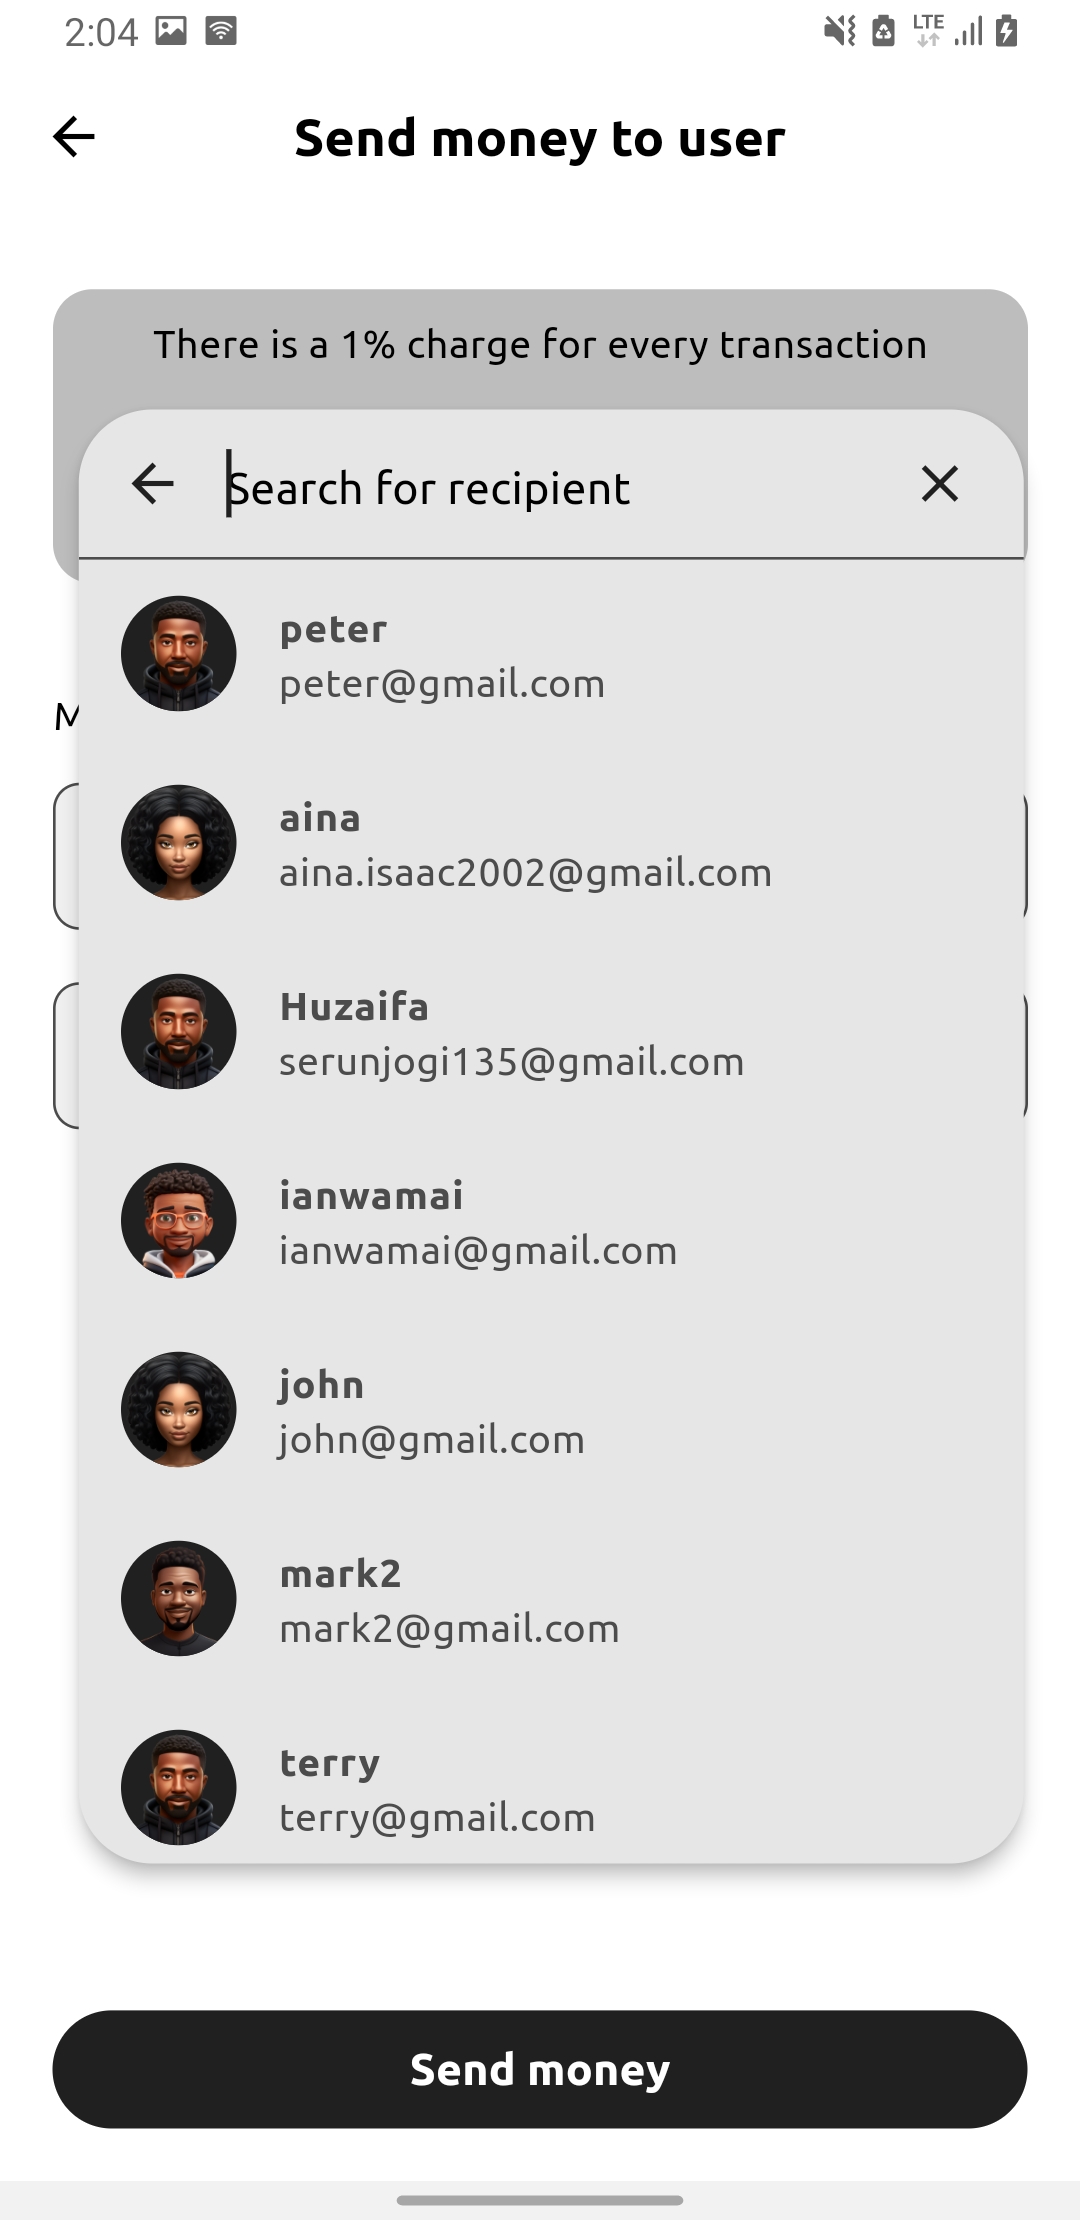 2:04
LTE
Send money to user
There is a 1% charge for every transaction
Search for recipient
peter
peter@gmail.com
M
aina
aina.isaac2002@gmail.com
Huzaifa
serunjogi135@gmail.com
ianwamai
ianwamai@gmail.com
john
john@gmail.com
mark2
mark2@gmail.com
terry
terry@gmail.com
Send money